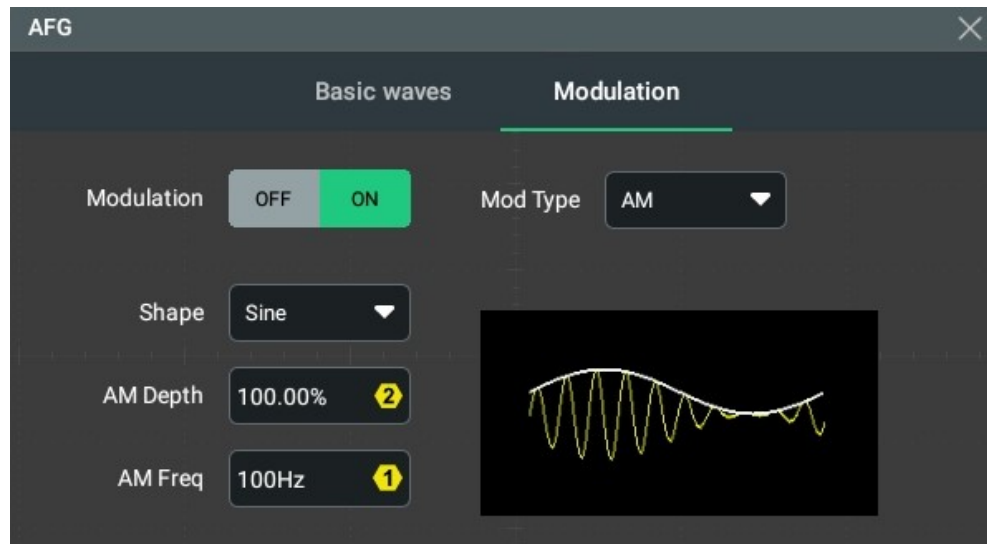 AFG
Basic waves Modulation
Modulation OFF ON Mod Type AM
Shape Sine
AM Depth 100.00% 2
AM Freq 100Hz 1